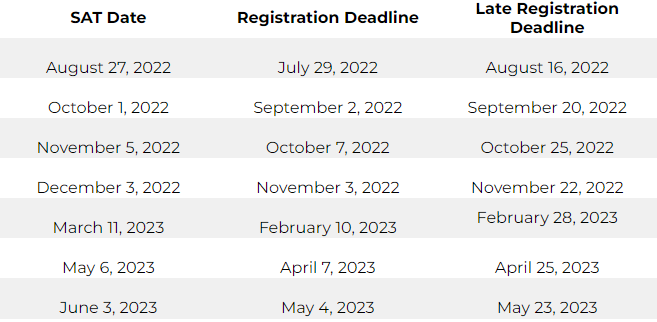 SAT Date Registration Deadline Late Registration Deadline
August 27, 2022 July 29, 2022 August 16, 2022
October 1, 2022 September 2, 2022 September 20, 2022
November 5, 2022 October 7, 2022 October 25, 2022
December 3, 2022 November 3, 2022 November 22, 2022
March 11, 2023 February 10, 2023 February 28, 2023
May 6, 2023 April 7, 2023 April 25, 2023
June 3, 2023 May 4, 2023 May 23, 2023